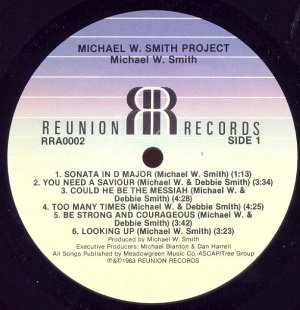 MICHAEL W. SMITH PROJECT
Michael W. Smith
REUNION RECORDS
RRA0002 SIDE 1
1. SONATA IN D MAJOR (Michael W. Smith) (1:13)
2. YOU NEED A SAVIOUR (Michael W. & Debbie Smith) (3:34)
3. COULD HE BE THE MESSIAH (Michael W. &
Debbie Smith) (4:28)
4. TOO MANY TIMES (Michael W. & Debbie Smith) (4:25)
5. BE STRONG AND COURAGEOUS (Michael W. &
Debbie Smith) (3:42)
6. LOOKING UP (Michael W. Smith) (3:23)
Produced by Michael W. Smith
Executive Producers: Michael Blanton & Dan Harrell
All Songs Published by Meadowgreen Music Co.-ASCAP/Tree Group
℗&©1983 REUNION RECORDS